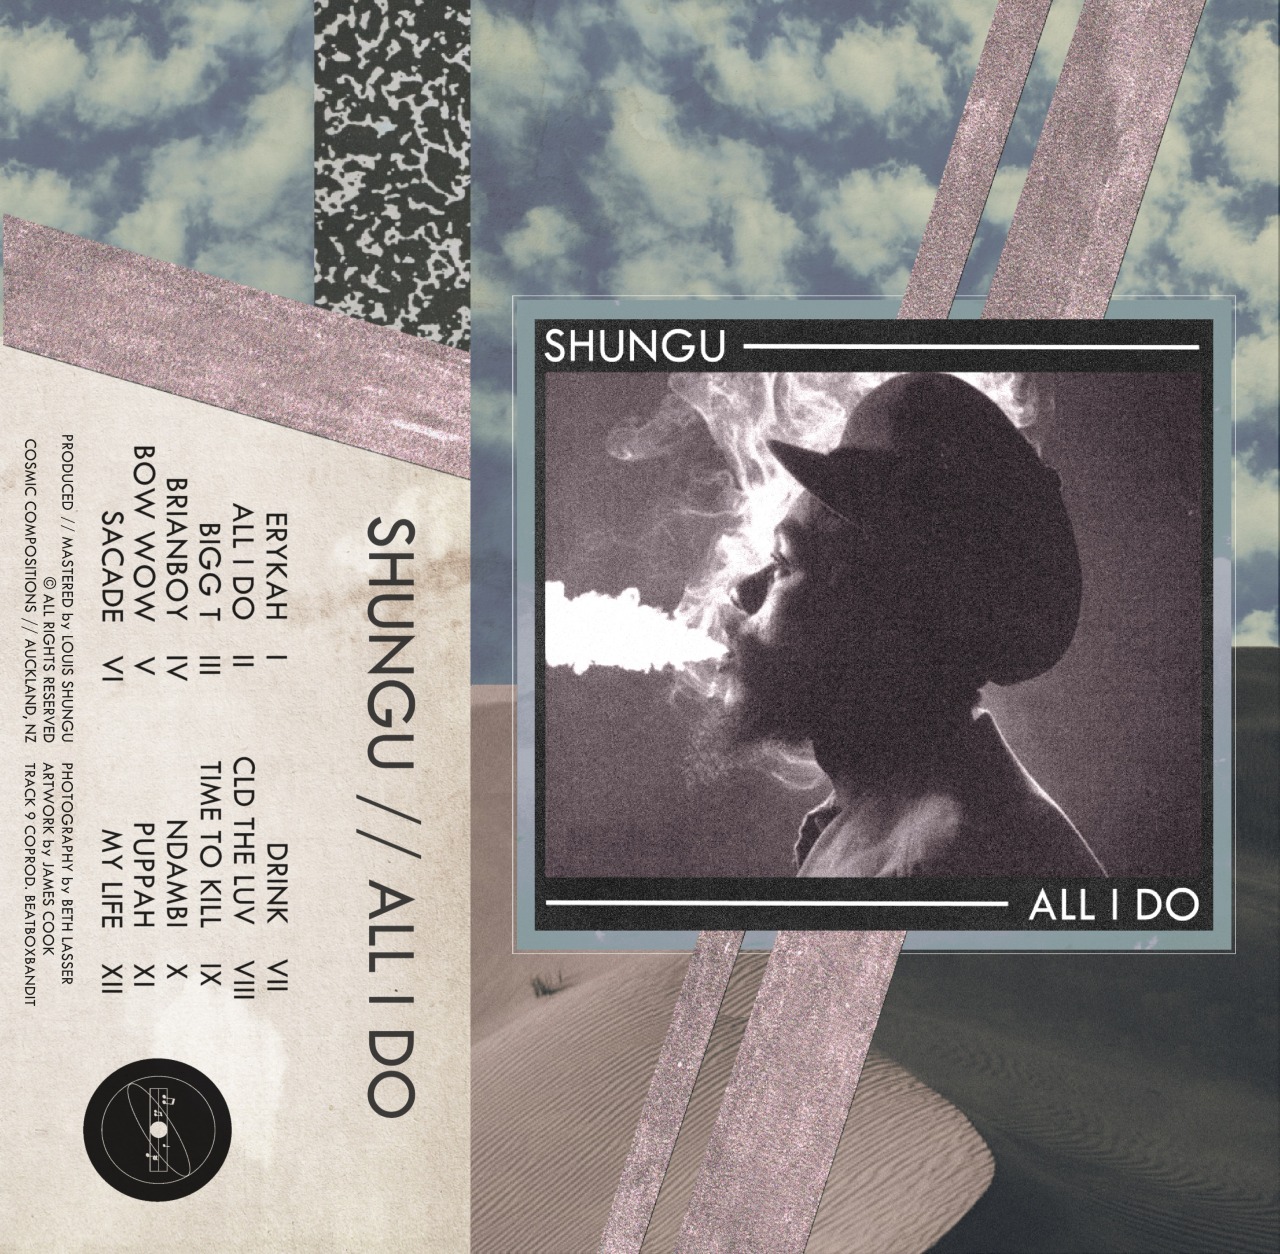 SHUNGU
ALL I DO
SHUNGU // ALL I DO
ERYKAH I
ALL I DO II
BIGG T III
BRIANBOY IV
BOW WOW V
SACADE VI
DRINK VII
CLD THE LUV VIII
TIME TO KILL IX
NDAMBI X
PUPPAH XI
MY LIFE XII
PRODUCED // MASTERED by LOUIS SHUNGU
© ALL RIGHTS RESERVED
COSMIC COMPOSITIONS // AUCKLAND, NZ
PHOTOGRAPHY by BETH LASSER
ARTWORK by JAMES COOK
TRACK 9 COPROD. BEATBOXBANDIT